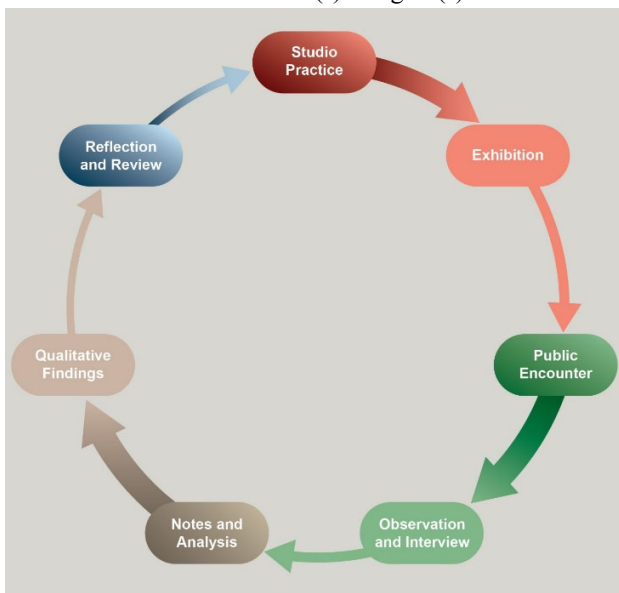 Studio
Practice
Exhibition
Public
Encounter
Observation
and Interview
Notes and
Analysis
Qualitative
Findings
Reflection
and Review